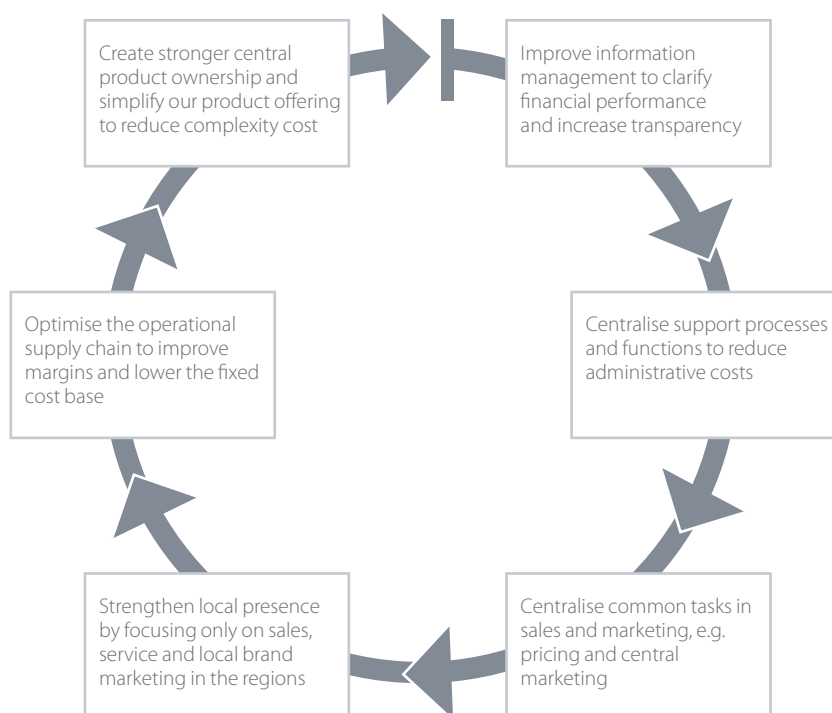 Create stronger central
product ownership and
simplify our product offering
to reduce complexity cost
Improve information
management to clarify
financial performance
and increase transparency
Centralise support processes
and functions to reduce
administrative costs
Centralise common tasks in
sales and marketing, e.g.
pricing and central
marketing
Strengthen local presence
by focusing only on sales,
service and local brand
marketing in the regions
Optimise the operational
supply chain to improve
margins and lower the fixed
cost base